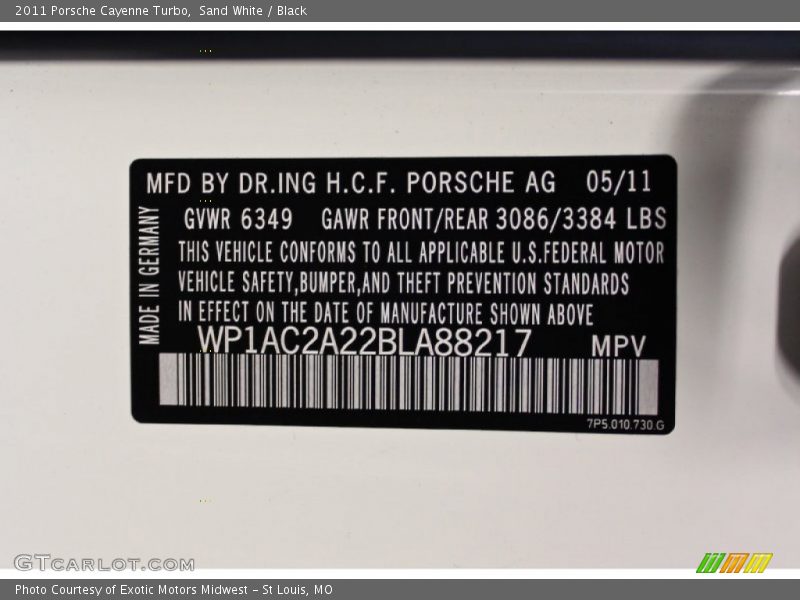 2011 Porsche Cayenne Turbo,  Sand White / Black
MFD BY DR.ING H.C.F. PORSCHE AG 05/11
GVWR 6349 GAWR FRONT/REAR 3086/3384 LBS
THIS VEHICLE CONFORMS TO ALL APPLICABLE U.S.FEDERAL MOTOR
VEHICLE SAFETY,BUMPER,AND THEFT PREVENTION STANDARDS
IN EFFECT ON THE DATE OF MANUFACTURE SHOWN ABOVE
MADE IN GERMANY
WP1AC2A22BLA88217 MPV
7P5.010.730.G
GTCARLOT.COM
Photo Courtesy of Exotic Motors Midwest - St Louis, MO